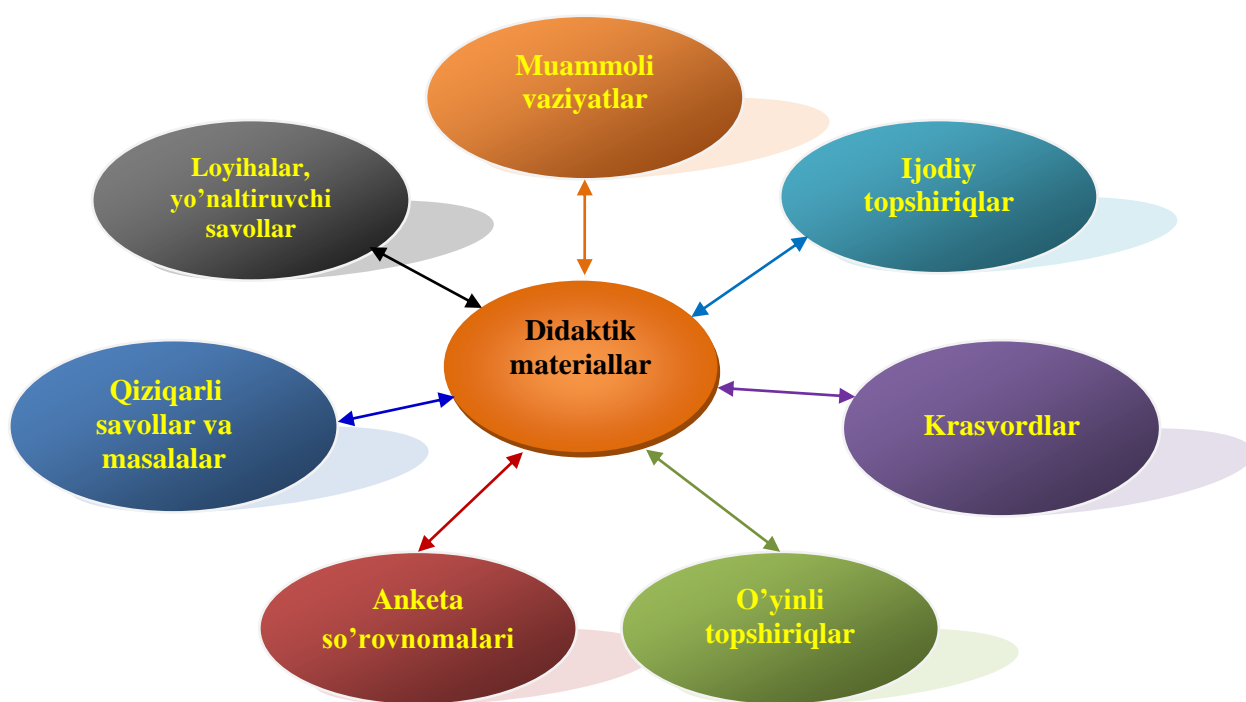 Muammoli
vaziyatlar
Loyihalar,
yo’naltiruvchi
savollar
Ijodiy
topshiriqlar
Didaktik
materiallar
Qiziqarli
savollar va
masalalar
Krasvordlar
Anketa
so’rovnomalari
O’yinli
topshiriqlar